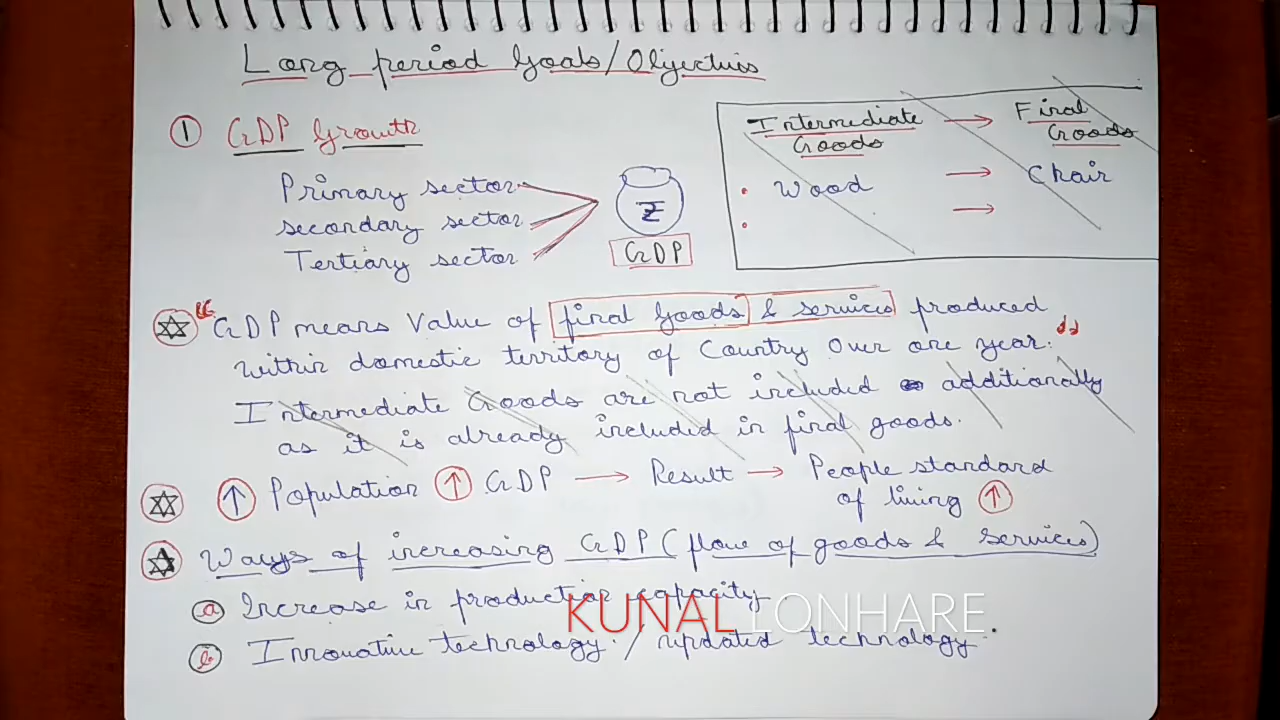 Long period Goals/Objectives
① GDP Growth
Primary sector
secondary sector
Tertiary sector
₹
GDP
Intermediate Goods → Final Goods
• Wood → Chair
• →
"GDP means Value of final goods & services produced
within domestic territory of Country over one year."
Intermediate Goods are not included additionally
as it is already included in final goods.
↑ Population ↑ GDP → Result → People standard
of living ↑
Ways of increasing GDP (flow of goods & services)
a Increase in production capacity
b Innovative technology. / updated technology.
KUNAL LONHARE